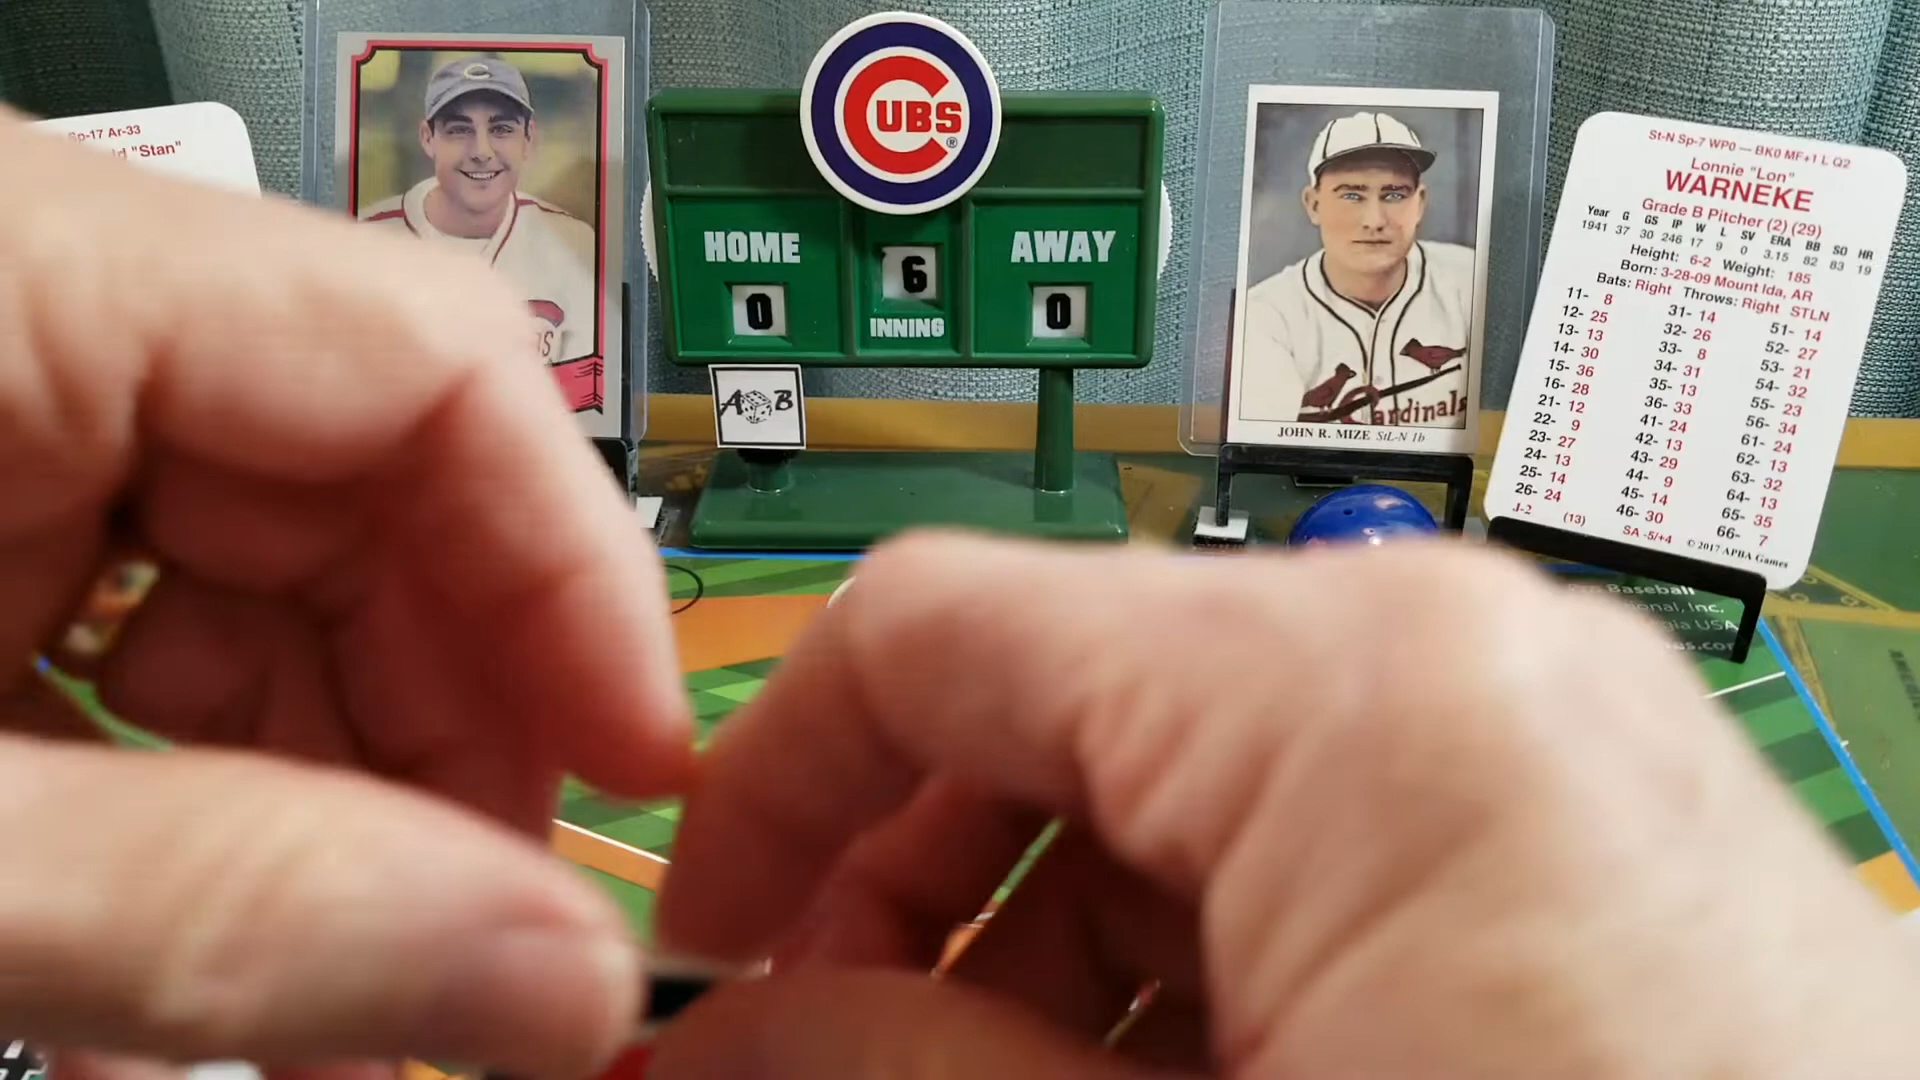 Sp-17 Ar-33
"Stan"
C
CUBS
®
HOME
0
6
INNING
AWAY
0
A B
Cardinals
JOHN R. MIZE StL-N 1b
St-N Sp-7 WP0 — BK0 MF+1 L Q2
Lonnie "Lon"
WARNEKE
Grade B Pitcher (2) (29)
Year G GS IP W L SV ERA BB SO HR
1941 37 30 246 17 9 0 3.15 82 83 19
Height: 6-2 Weight: 185
Born: 3-28-09 Mount Ida, AR
Bats: Right Throws: Right STLN
11- 8 31- 14 51- 14
12- 25 32- 26 52- 27
13- 13 33- 8 53- 21
14- 30 34- 31 54- 32
15- 36 35- 13 55- 23
16- 28 36- 33 56- 34
21- 12 41- 24 61- 24
22- 9 42- 13 62- 13
23- 27 43- 29 63- 32
24- 13 44- 9 64- 13
25- 14 45- 14 65- 35
26- 24 46- 30 66- 7
J-2 (13) SA -5/+4 © 2017 APBA Games
Baseball
Inc.
USA